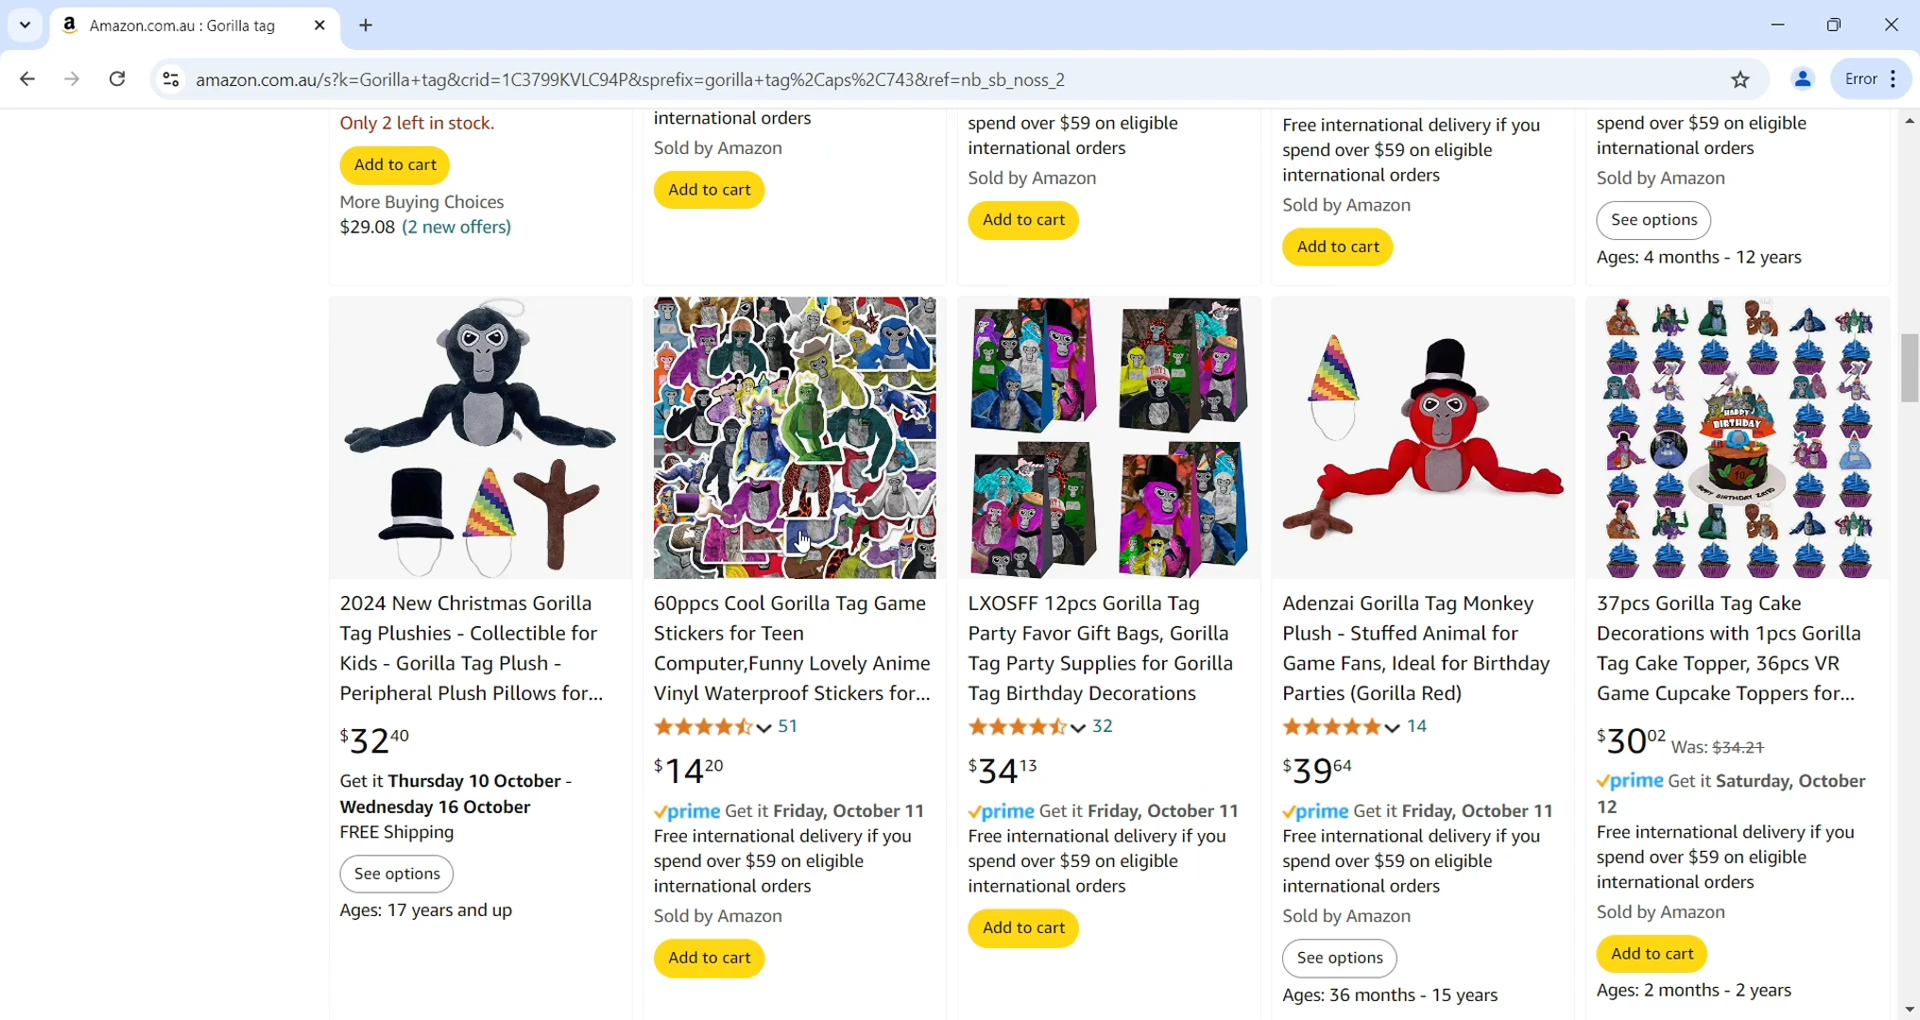 Amazon.com.au : Gorilla tag
amazon.com.au/s?k=Gorilla+tag&crid=1C3799KVLC94P&sprefix=gorilla+tag%2Caps%2C743&ref=nb_sb_noss_2
Error
Only 2 left in stock.
Add to cart
More Buying Choices
$29.08 (2 new offers)
international orders
Sold by Amazon
Add to cart
spend over $59 on eligible
international orders
Sold by Amazon
Add to cart
Free international delivery if you
spend over $59 on eligible
international orders
Sold by Amazon
Add to cart
spend over $59 on eligible
international orders
Sold by Amazon
See options
Ages: 4 months - 12 years
HAPPY
BIRTHDAY
2024 New Christmas Gorilla
Tag Plushies - Collectible for
Kids - Gorilla Tag Plush -
Peripheral Plush Pillows for...
$32.40
Get it Thursday 10 October -
Wednesday 16 October
FREE Shipping
See options
Ages: 17 years and up
60ppcs Cool Gorilla Tag Game
Stickers for Teen
Computer,Funny Lovely Anime
Vinyl Waterproof Stickers for...
51
$14.20
prime Get it Friday, October 11
Free international delivery if you
spend over $59 on eligible
international orders
Sold by Amazon
Add to cart
LXOSFF 12pcs Gorilla Tag
Party Favor Gift Bags, Gorilla
Tag Party Supplies for Gorilla
Tag Birthday Decorations
32
$34.13
prime Get it Friday, October 11
Free international delivery if you
spend over $59 on eligible
international orders
Add to cart
Adenzai Gorilla Tag Monkey
Plush - Stuffed Animal for
Game Fans, Ideal for Birthday
Parties (Gorilla Red)
14
$39.64
prime Get it Friday, October 11
Free international delivery if you
spend over $59 on eligible
international orders
Sold by Amazon
See options
Ages: 36 months - 15 years
37pcs Gorilla Tag Cake
Decorations with 1pcs Gorilla
Tag Cake Topper, 36pcs VR
Game Cupcake Toppers for...
$30.02 Was: $34.21
prime Get it Saturday, October
12
Free international delivery if you
spend over $59 on eligible
international orders
Sold by Amazon
Add to cart
Ages: 2 months - 2 years